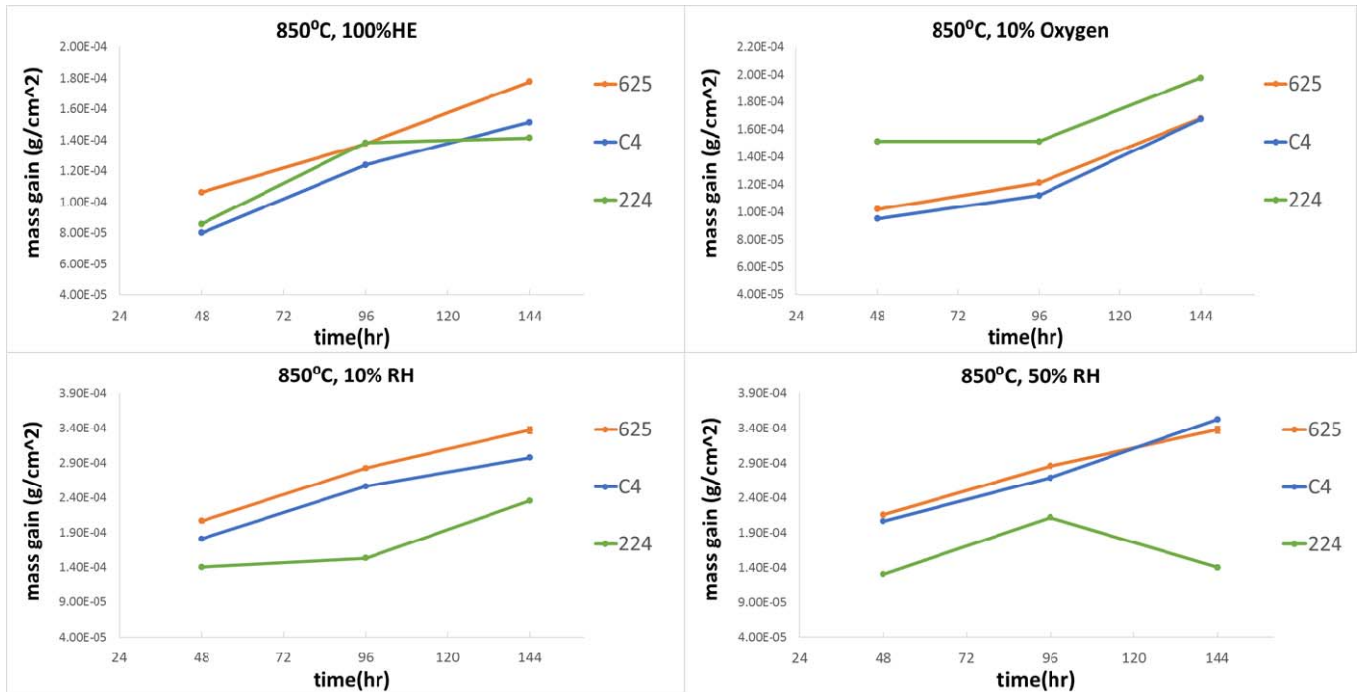 850⁰C, 100%HE
mass gain (g/cm^2)
2.00E-04
1.80E-04
1.60E-04
1.40E-04
1.20E-04
1.00E-04
8.00E-05
6.00E-05
4.00E-05
24 48 72 96 120 144
time(hr)
625
C4
224
850⁰C, 10% Oxygen
mass gain (g/cm^2)
2.20E-04
2.00E-04
1.80E-04
1.60E-04
1.40E-04
1.20E-04
1.00E-04
8.00E-05
6.00E-05
4.00E-05
24 48 72 96 120 144
time(hr)
625
C4
224
850⁰C, 10% RH
mass gain (g/cm^2)
3.90E-04
3.40E-04
2.90E-04
2.40E-04
1.90E-04
1.40E-04
9.00E-05
4.00E-05
24 48 72 96 120 144
time(hr)
625
C4
224
850⁰C, 50% RH
mass gain (g/cm^2)
3.90E-04
3.40E-04
2.90E-04
2.40E-04
1.90E-04
1.40E-04
9.00E-05
4.00E-05
24 48 72 96 120 144
time(hr)
625
C4
224